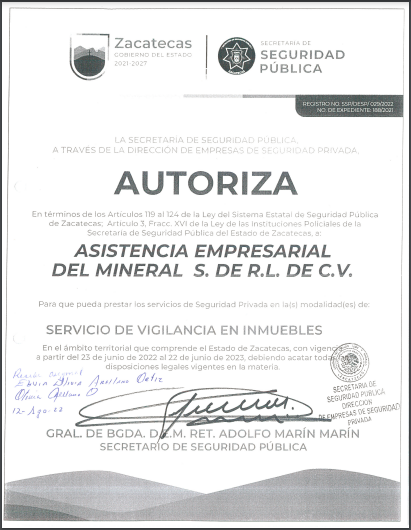 Zacatecas
GOBIERNO DEL ESTADO
2021-2027
SECRETARÍA DE
SEGURIDAD
PÚBLICA
REGISTRO NO. SSP/DESP/ 029/2022
NO. DE EXPEDIENTE: 188/2021
LA SECRETARÍA DE SEGURIDAD PÚBLICA,
A TRAVÉS DE LA DIRECCIÓN DE EMPRESAS DE SEGURIDAD PRIVADA,
AUTORIZA
En términos de los Artículos 119 al 124 de la Ley del Sistema Estatal de Seguridad Pública
de Zacatecas; Artículo 3, Fracc. XVI de la Ley de las Instituciones Policiales de la
Secretaría de Seguridad Pública del Estado de Zacatecas, a:
ASISTENCIA EMPRESARIAL
DEL MINERAL S. DE R.L. DE C.V.
Para que pueda prestar los servicios de Seguridad Privada en la(s) modalidad(es) de:
SERVICIO DE VIGILANCIA EN INMUEBLES
En el ámbito territorial que comprende el Estado de Zacatecas, con vigencia
a partir del 23 de junio de 2022 al 22 de junio de 2023, debiendo acatar todas
disposiciones legales vigentes en la materia.
Olivia Arellano Ortiz
Arellano O
12-Ago-
SECRETARÍA DE
SEGURIDAD PÚBLICA
DIRECCIÓN
DE EMPRESAS DE SEGURIDAD
PRIVADA
GRAL. DE BGDA. D.E.M. RET. ADOLFO MARÍN MARÍN
SECRETARIO DE SEGURIDAD PÚBLICA